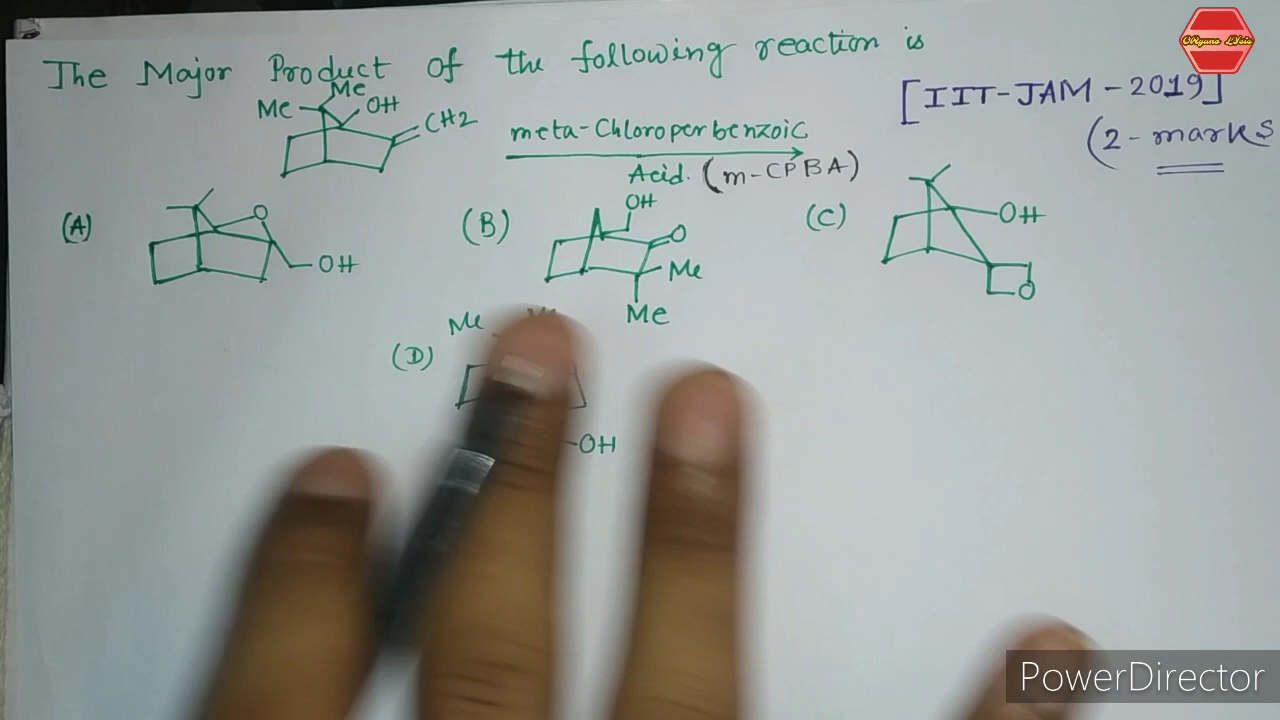 The Major Product of the following reaction is
[IIT-JAM-2019]
(2-marks
Me
Me
OH
CH2
meta-Chloroperbenzoic
Acid. (m-CPBA)
(A)
O
OH
(B)
OH
O
Me
Me
(C)
OH
O
(D)
Me
OH
PowerDirector